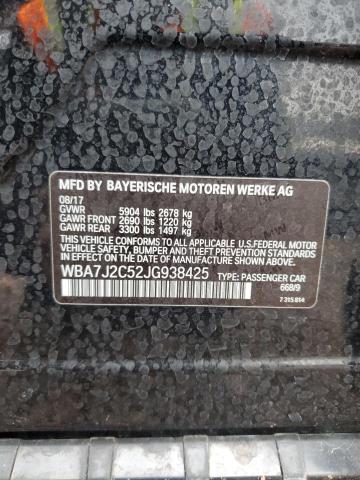 MFD BY BAYERISCHE MOTOREN WERKE AG
08/17
GVWR 5904 lbs 2678 kg
GAWR FRONT 2690 lbs 1220 kg
GAWR REAR 3300 lbs 1497 kg
THIS VEHICLE CONFORMS TO ALL APPLICABLE U.S. FEDERAL
MOTOR VEHICLE SAFETY, BUMPER, AND THEFT PREVENTION
STANDARDS IN EFFECT ON THE DATE OF MANUFACTURE
SHOWN ABOVE.
WBA7J2C52JG938425 TYPE: PASSENGER CAR
668/9
7 315 814